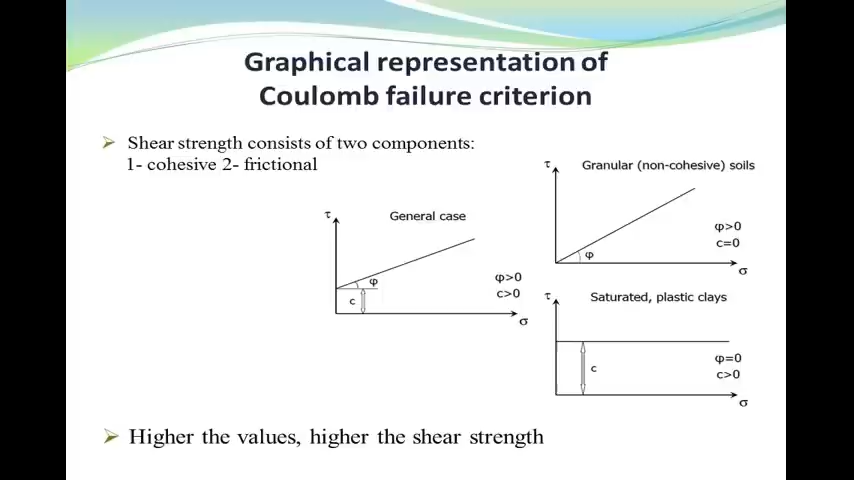 Graphical representation of
Coulomb failure criterion
Shear strength consists of two components:
1- cohesive 2- frictional
τ
General case
φ
c
φ>0
c>0
σ
τ
Granular (non-cohesive) soils
φ
φ>0
c=0
σ
τ
Saturated, plastic clays
c
φ=0
c>0
σ
Higher the values, higher the shear strength